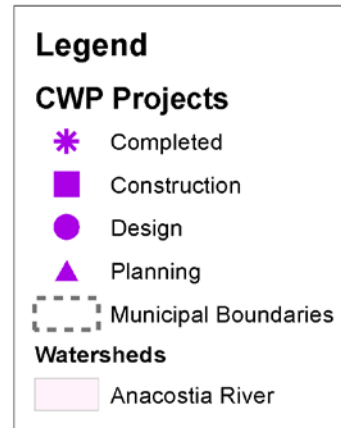 Legend
CWP Projects
Completed
Construction
Design
Planning
Municipal Boundaries
Watersheds
Anacostia River